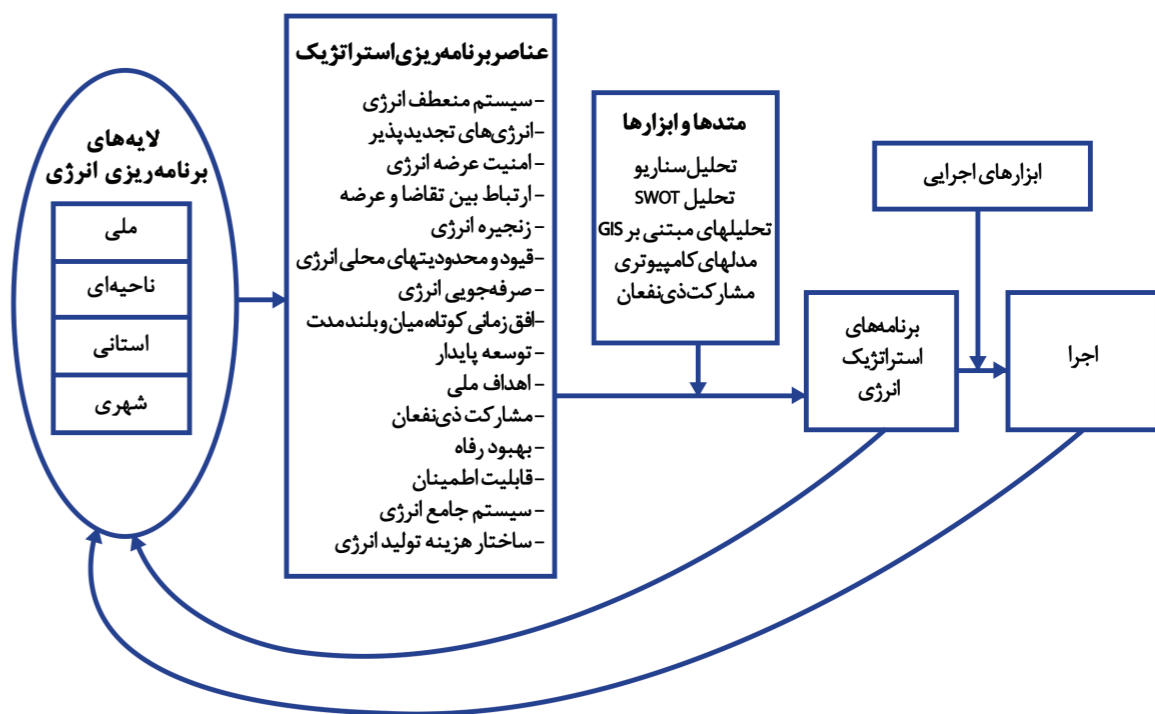 لایه‌های
برنامه‌ریزی انرژی
ملی
ناحیه‌ای
استانی
شهری
عناصر برنامه‌ریزی استراتژیک
- سیستم منعطف انرژی
- انرژی‌های تجدیدپذیر
- امنیت عرضه انرژی
- ارتباط بین تقاضا و عرضه
- زنجیره انرژی
- قیود و محدودیتهای محلی انرژی
- صرفه‌جویی انرژی
- افق زمانی کوتاه، میان و بلندمدت
- توسعه پایدار
- اهداف ملی
- مشارکت ذی‌نفعان
- بهبود رفاه
- قابلیت اطمینان
- سیستم جامع انرژی
- ساختار هزینه تولید انرژی
متدها و ابزارها
تحلیل سناریو
تحلیل SWOT
تحلیلهای مبتنی بر GIS
مدلهای کامپیوتری
مشارکت ذی‌نفعان
برنامه‌های
استراتژیک
انرژی
ابزارهای اجرایی
اجرا